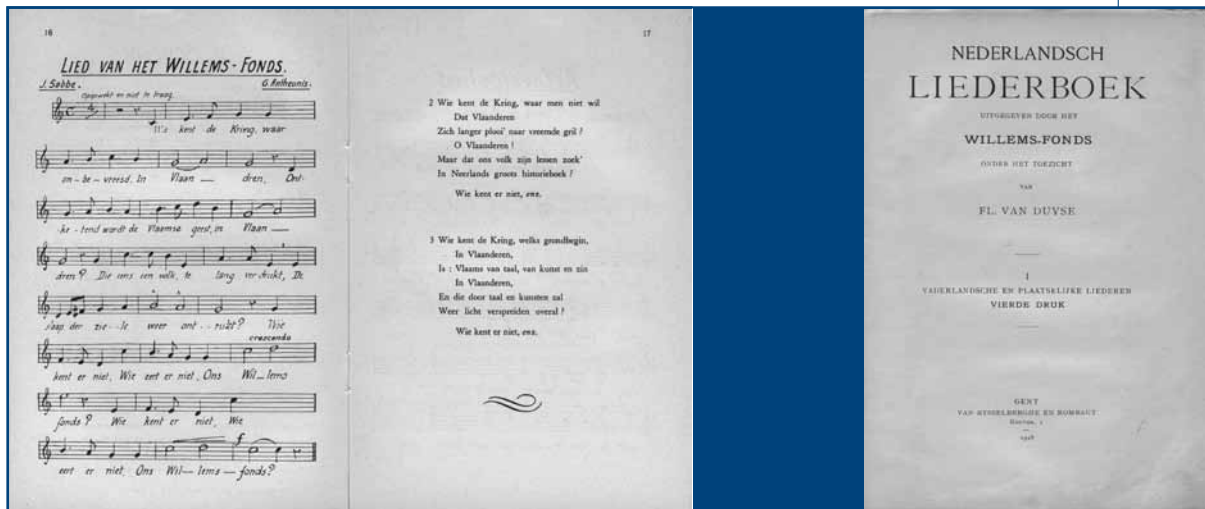 16
LIED VAN HET WILLEMS-FONDS.
J. Sabbe.
G. Antheunis.
Opgewekt en niet te traag.
Wie kent de Kring, waar
on-be-vreesd, In Vlaan — dren, Ont-
ke-tend wordt de Vlaamse geest, in Vlaan —
dren? Die ons een volk, te lang verdrukt, De
slaap der zie--le weer ont--rukt? Wie
crescendo
kent er niet, Wie eert er niet, Ons Wil—lems
fonds? Wie kent er niet, Wie
f
eert er niet, Ons Wil—lems—fonds?
17
2 Wie kent de Kring, waar men niet wil
Dat Vlaanderen
Zich langer plooi' naar vreemde gril?
O Vlaanderen!
Maar dat ons volk zijn lessen zoek'
In Neerlands groots historieboek?
Wie kent er niet, enz.
3 Wie kent de Kring, welks grondbegin,
In Vlaanderen,
Is: Vlaams van taal, van kunst en zin
In Vlaanderen,
En die door taal en kunsten zal
Weer licht verspreiden overal?
Wie kent er niet, enz.
NEDERLANDSCH
LIEDERBOEK
UITGEGEVEN DOOR HET
WILLEMS-FONDS
ONDER HET TOEZICHT
VAN
FL. VAN DUYSE
I
VADERLANDSCHE EN PLAATSELIJKE LIEDEREN
VIERDE DRUK
GENT
VAN RYSSELBERGHE EN ROMBAUT